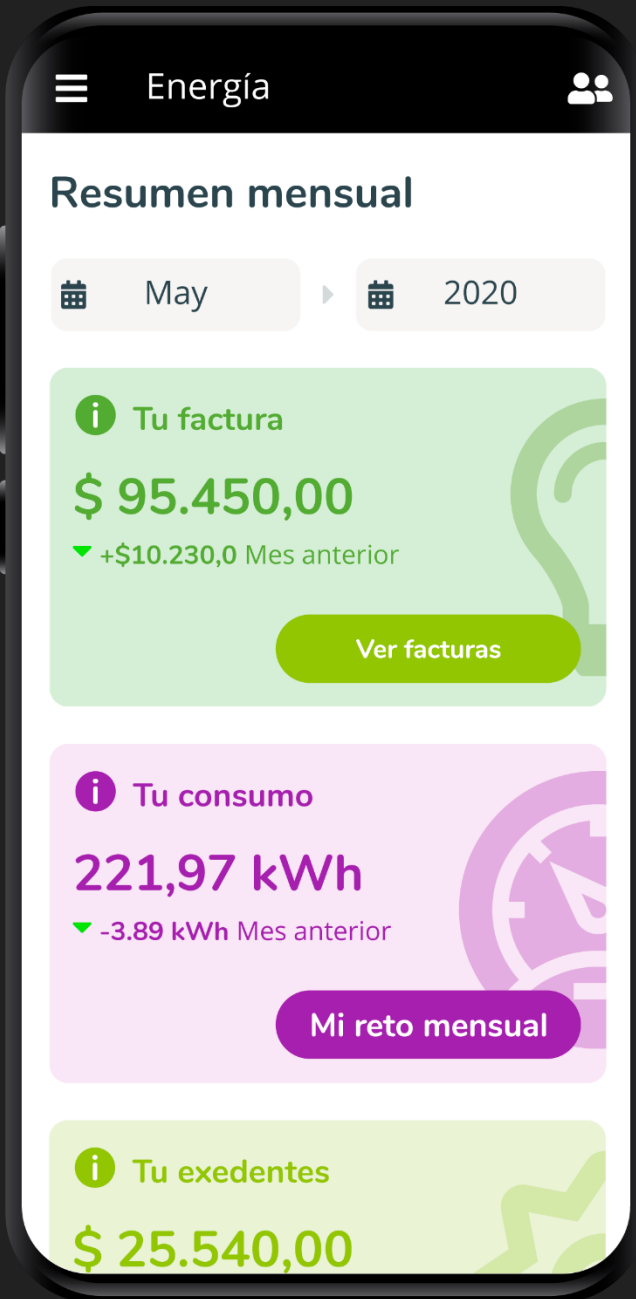 Energía
Resumen mensual
May 2020
i Tu factura
$ 95.450,00
+$10.230,0 Mes anterior
Ver facturas
i Tu consumo
221,97 kWh
-3.89 kWh Mes anterior
Mi reto mensual
i Tu exedentes
$ 25.540,00